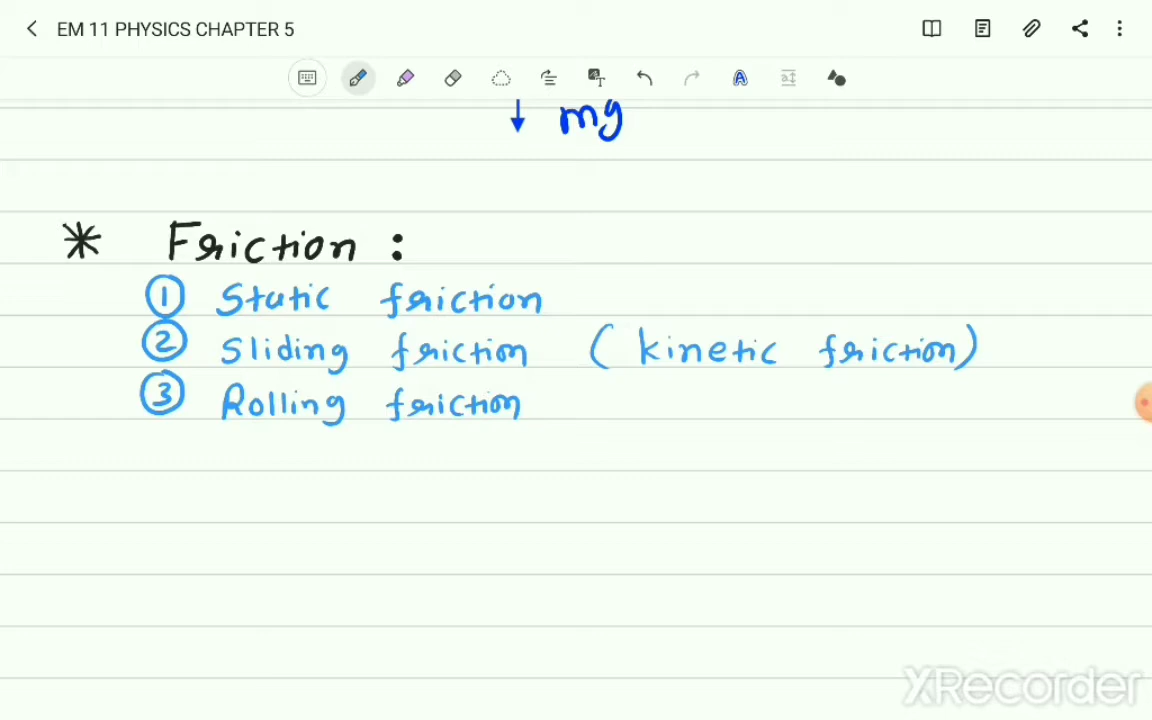 EM 11 PHYSICS CHAPTER 5
mg
* Friction :
① Static friction
② Sliding friction (kinetic friction)
③ Rolling friction
XRecorder